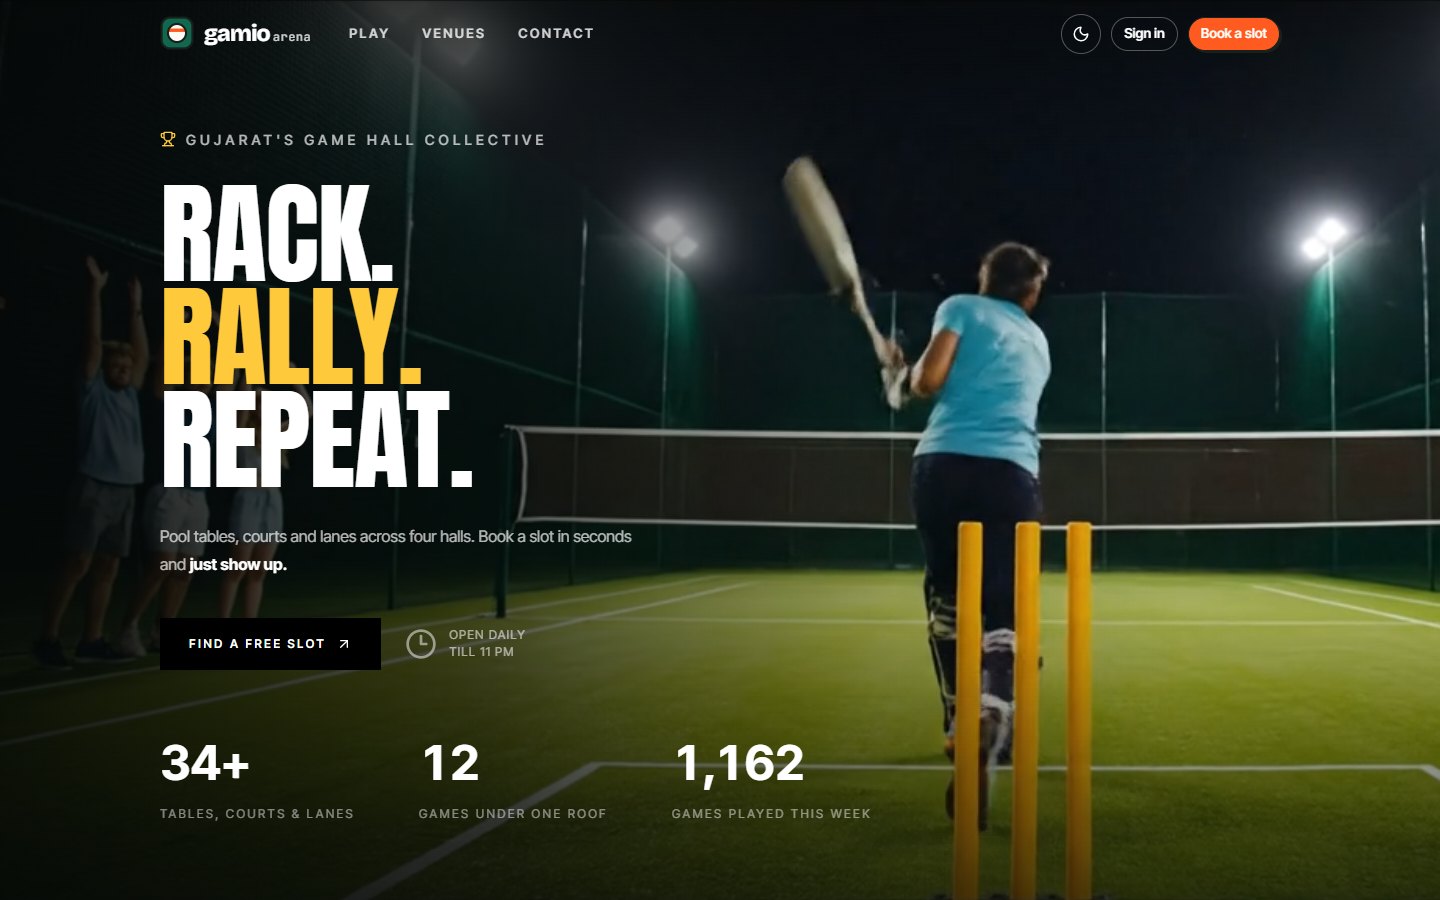 gamio arena
PLAY
VENUES
CONTACT
Sign in
Book a slot
GUJARAT'S GAME HALL COLLECTIVE
RACK.
RALLY.
REPEAT.
Pool tables, courts and lanes across four halls. Book a slot in seconds
and just show up.
FIND A FREE SLOT
OPEN DAILY
TILL 11 PM
34+
TABLES, COURTS & LANES
12
GAMES UNDER ONE ROOF
1,162
GAMES PLAYED THIS WEEK